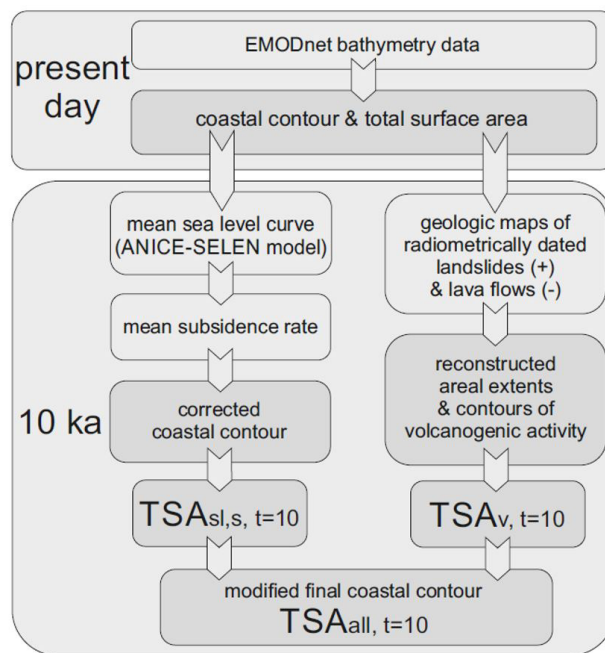 present
day
EMODnet bathymetry data
coastal contour & total surface area
10 ka
mean sea level curve
(ANICE-SELEN model)
mean subsidence rate
corrected
coastal contour
TSAsl,s, t=10
geologic maps of
radiometrically dated
landslides (+)
& lava flows (-)
reconstructed
areal extents
& contours of
volcanogenic activity
TSAv, t=10
modified final coastal contour
TSAall, t=10